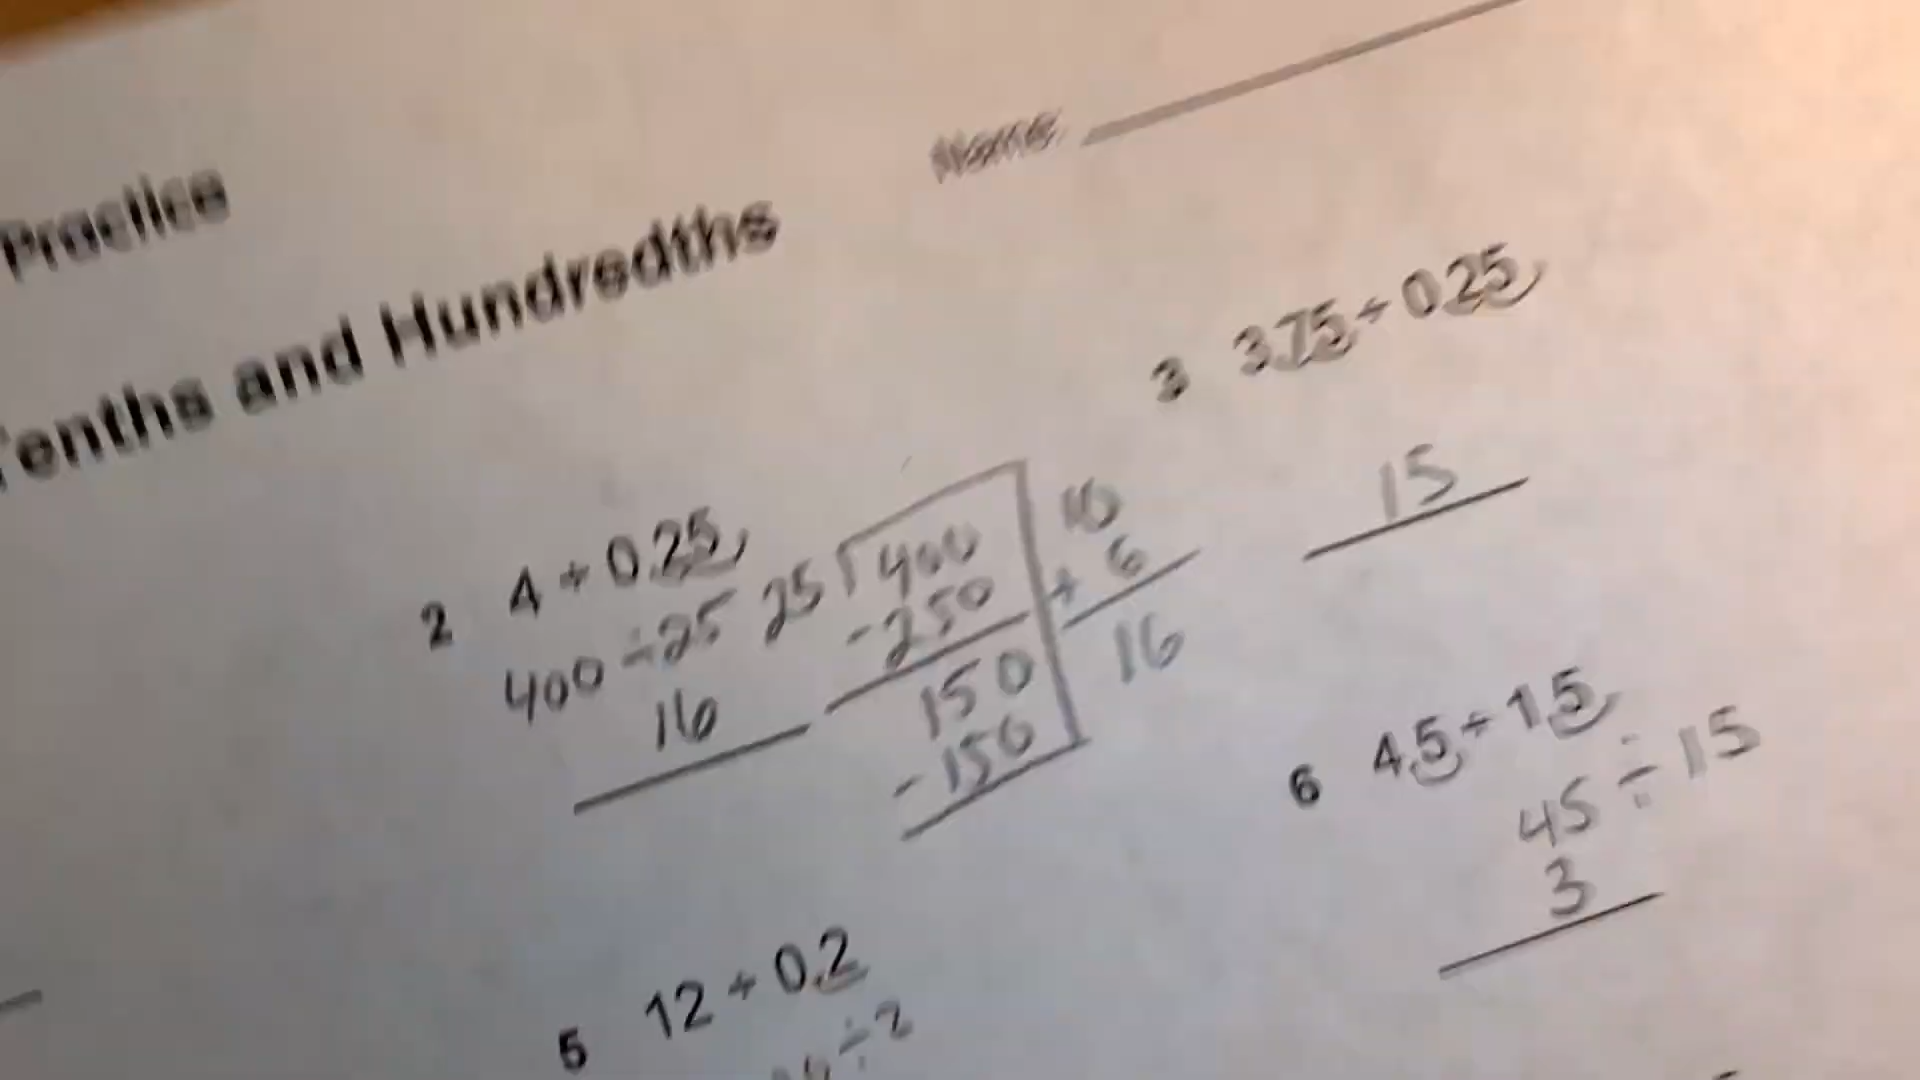 Practice
Name:
Tenths and Hundredths
2 4 ÷ 0.25
400 ÷ 25
16
25 400 10
-250 + 6
150 16
-150
3 3.75 ÷ 0.25
15
5 12 ÷ 0.2
÷ 2
6 4.5 ÷ 1.5
45 ÷ 15
3